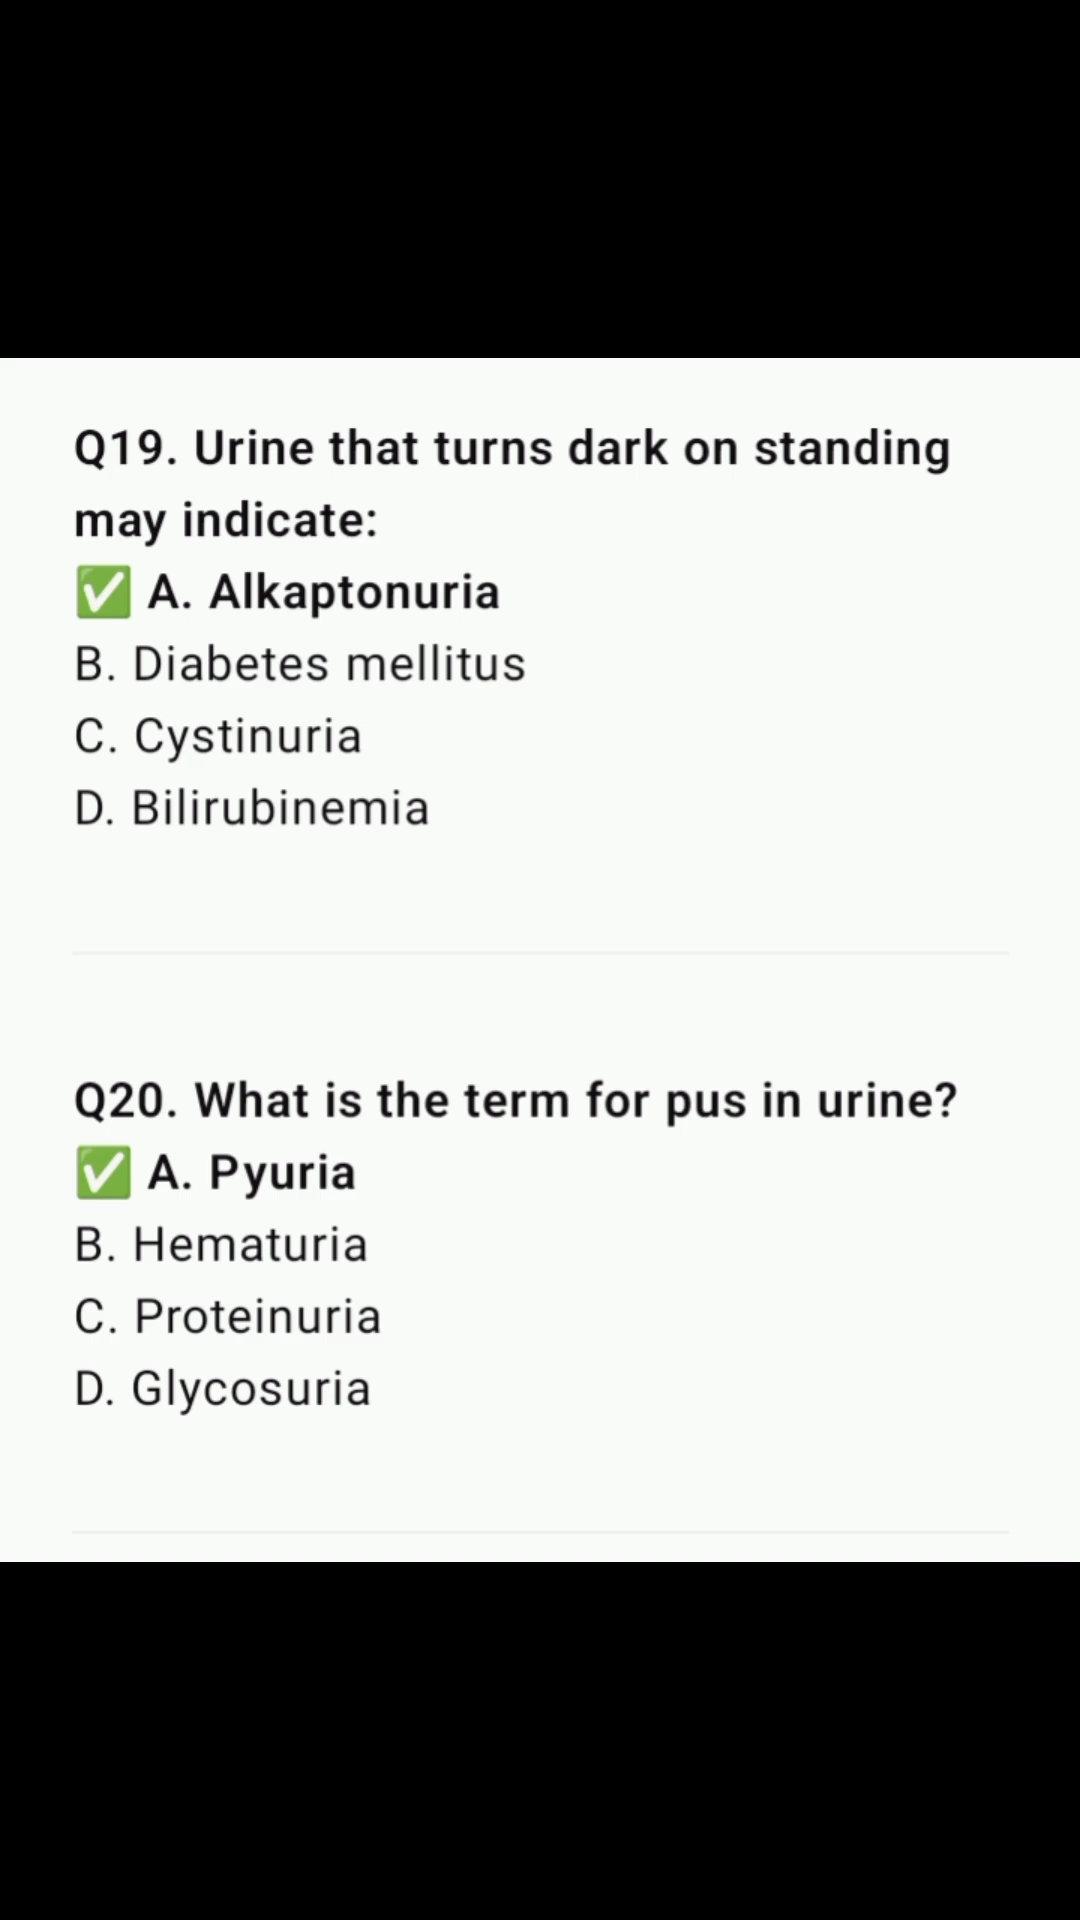 Q19. Urine that turns dark on standing
may indicate:
✅ A. Alkaptonuria
B. Diabetes mellitus
C. Cystinuria
D. Bilirubinemia
Q20. What is the term for pus in urine?
✅ A. Pyuria
B. Hematuria
C. Proteinuria
D. Glycosuria